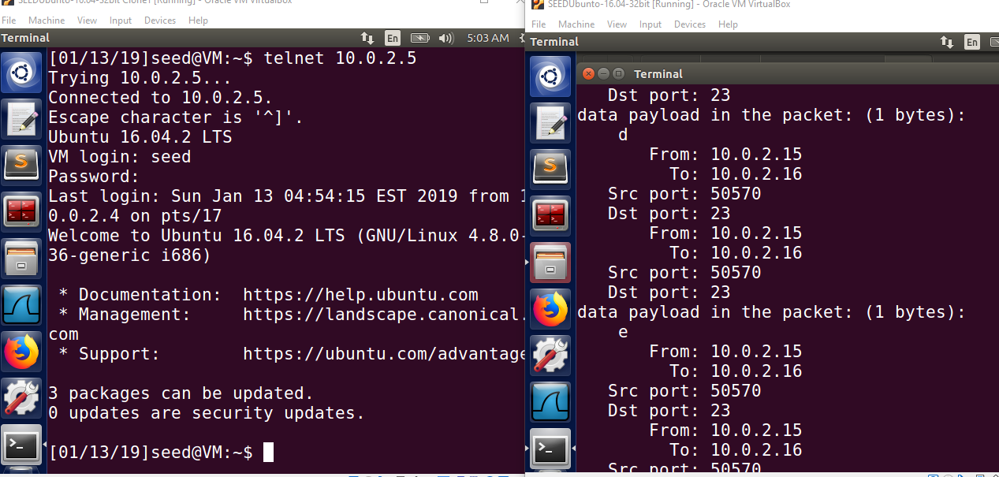 SEEDUbunto-16.04-32bit Clone1 [Running] - Oracle VM VirtualBox
File Machine View Input Devices Help
Terminal En 5:03 AM
[01/13/19]seed@VM:~$ telnet 10.0.2.5
Trying 10.0.2.5...
Connected to 10.0.2.5.
Escape character is '^]'.
Ubuntu 16.04.2 LTS
VM login: seed
Password:
Last login: Sun Jan 13 04:54:15 EST 2019 from 1
0.0.2.4 on pts/17
Welcome to Ubuntu 16.04.2 LTS (GNU/Linux 4.8.0-
36-generic i686)
* Documentation: https://help.ubuntu.com
* Management: https://landscape.canonical.
com
* Support: https://ubuntu.com/advantage
3 packages can be updated.
0 updates are security updates.
[01/13/19]seed@VM:~$
SEEDUbunto-16.04-32bit [Running] - Oracle VM VirtualBox
File Machine View Input Devices Help
Terminal En
Terminal
Dst port: 23
data payload in the packet: (1 bytes):
d
From: 10.0.2.15
To: 10.0.2.16
Src port: 50570
Dst port: 23
From: 10.0.2.15
To: 10.0.2.16
Src port: 50570
Dst port: 23
data payload in the packet: (1 bytes):
e
From: 10.0.2.15
To: 10.0.2.16
Src port: 50570
Dst port: 23
From: 10.0.2.15
To: 10.0.2.16
Src port: 50570